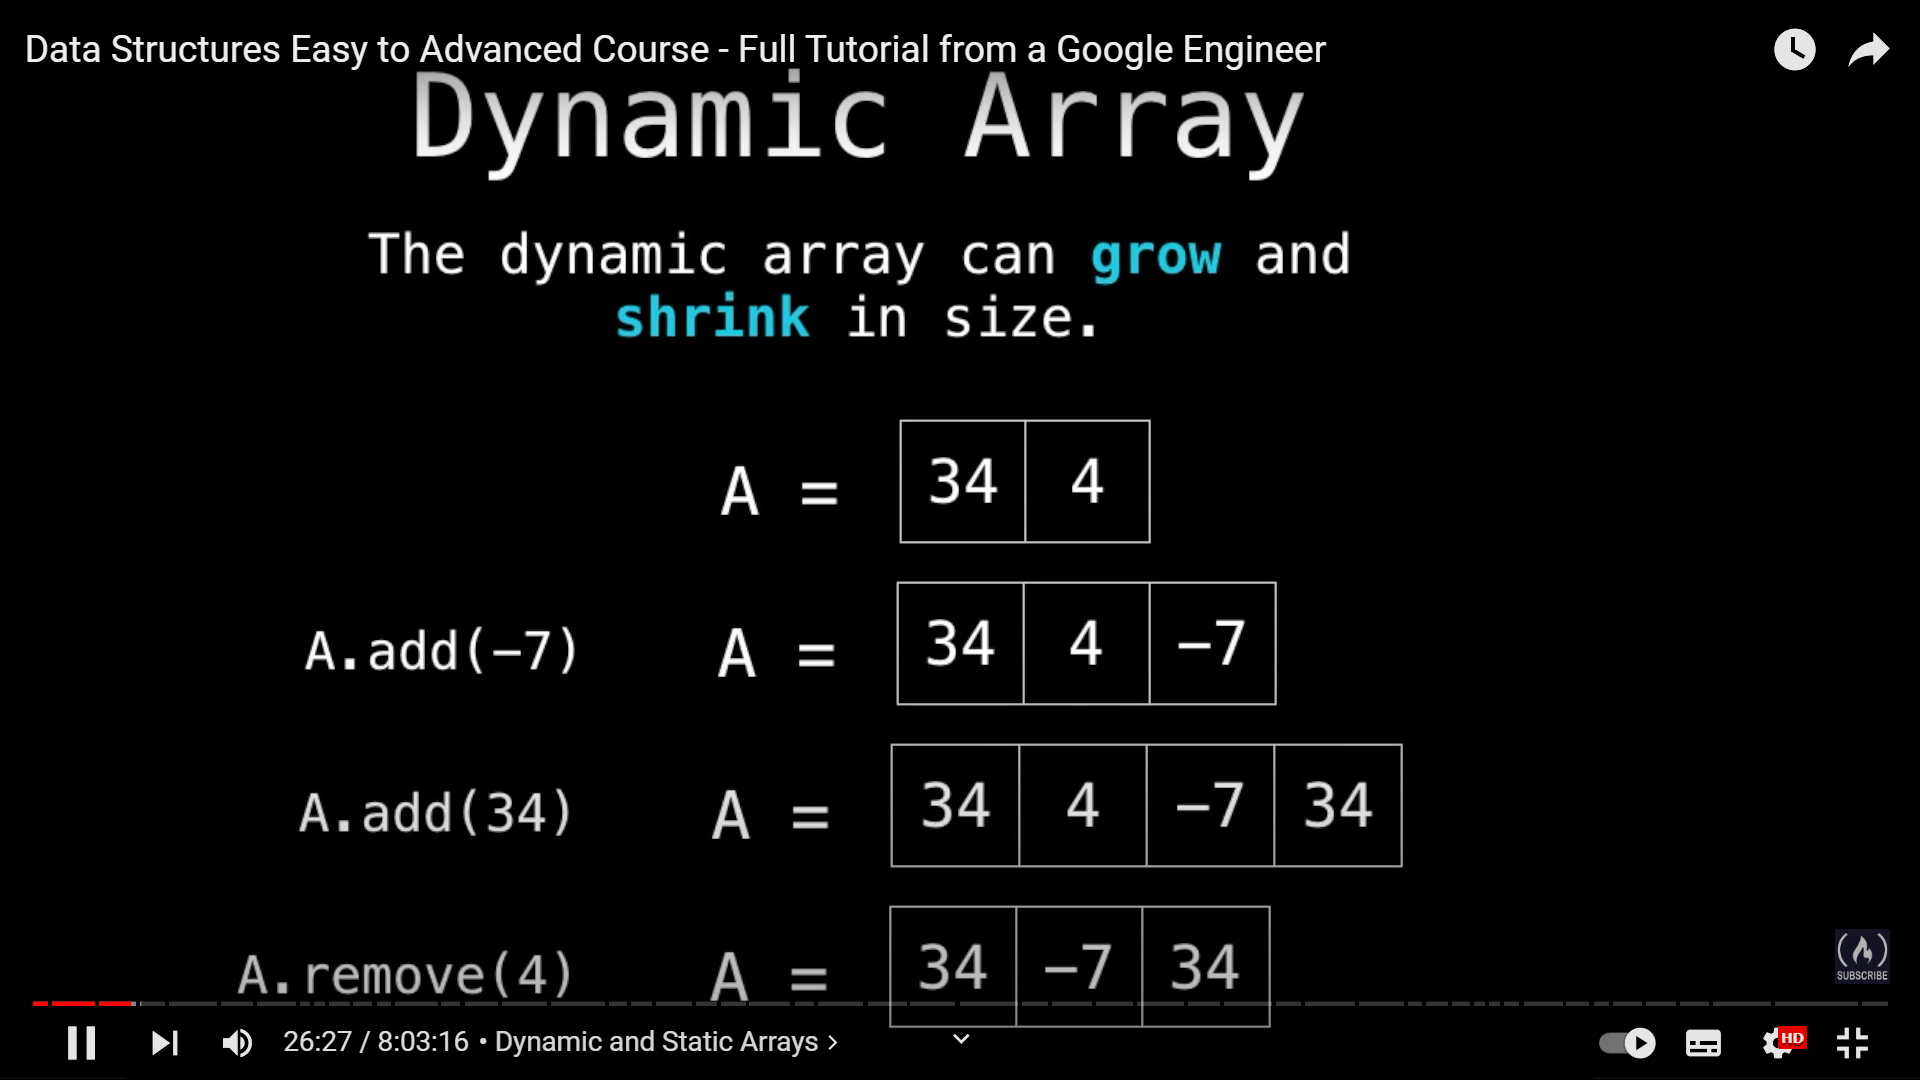 Data Structures Easy to Advanced Course - Full Tutorial from a Google Engineer
Dynamic Array
The dynamic array can grow and
shrink in size.
A = 34 4
A.add(−7) A = 34 4 −7
A.add(34) A = 34 4 −7 34
A.remove(4) A = 34 −7 34
SUBSCRIBE
26:27 / 8:03:16 • Dynamic and Static Arrays
HD